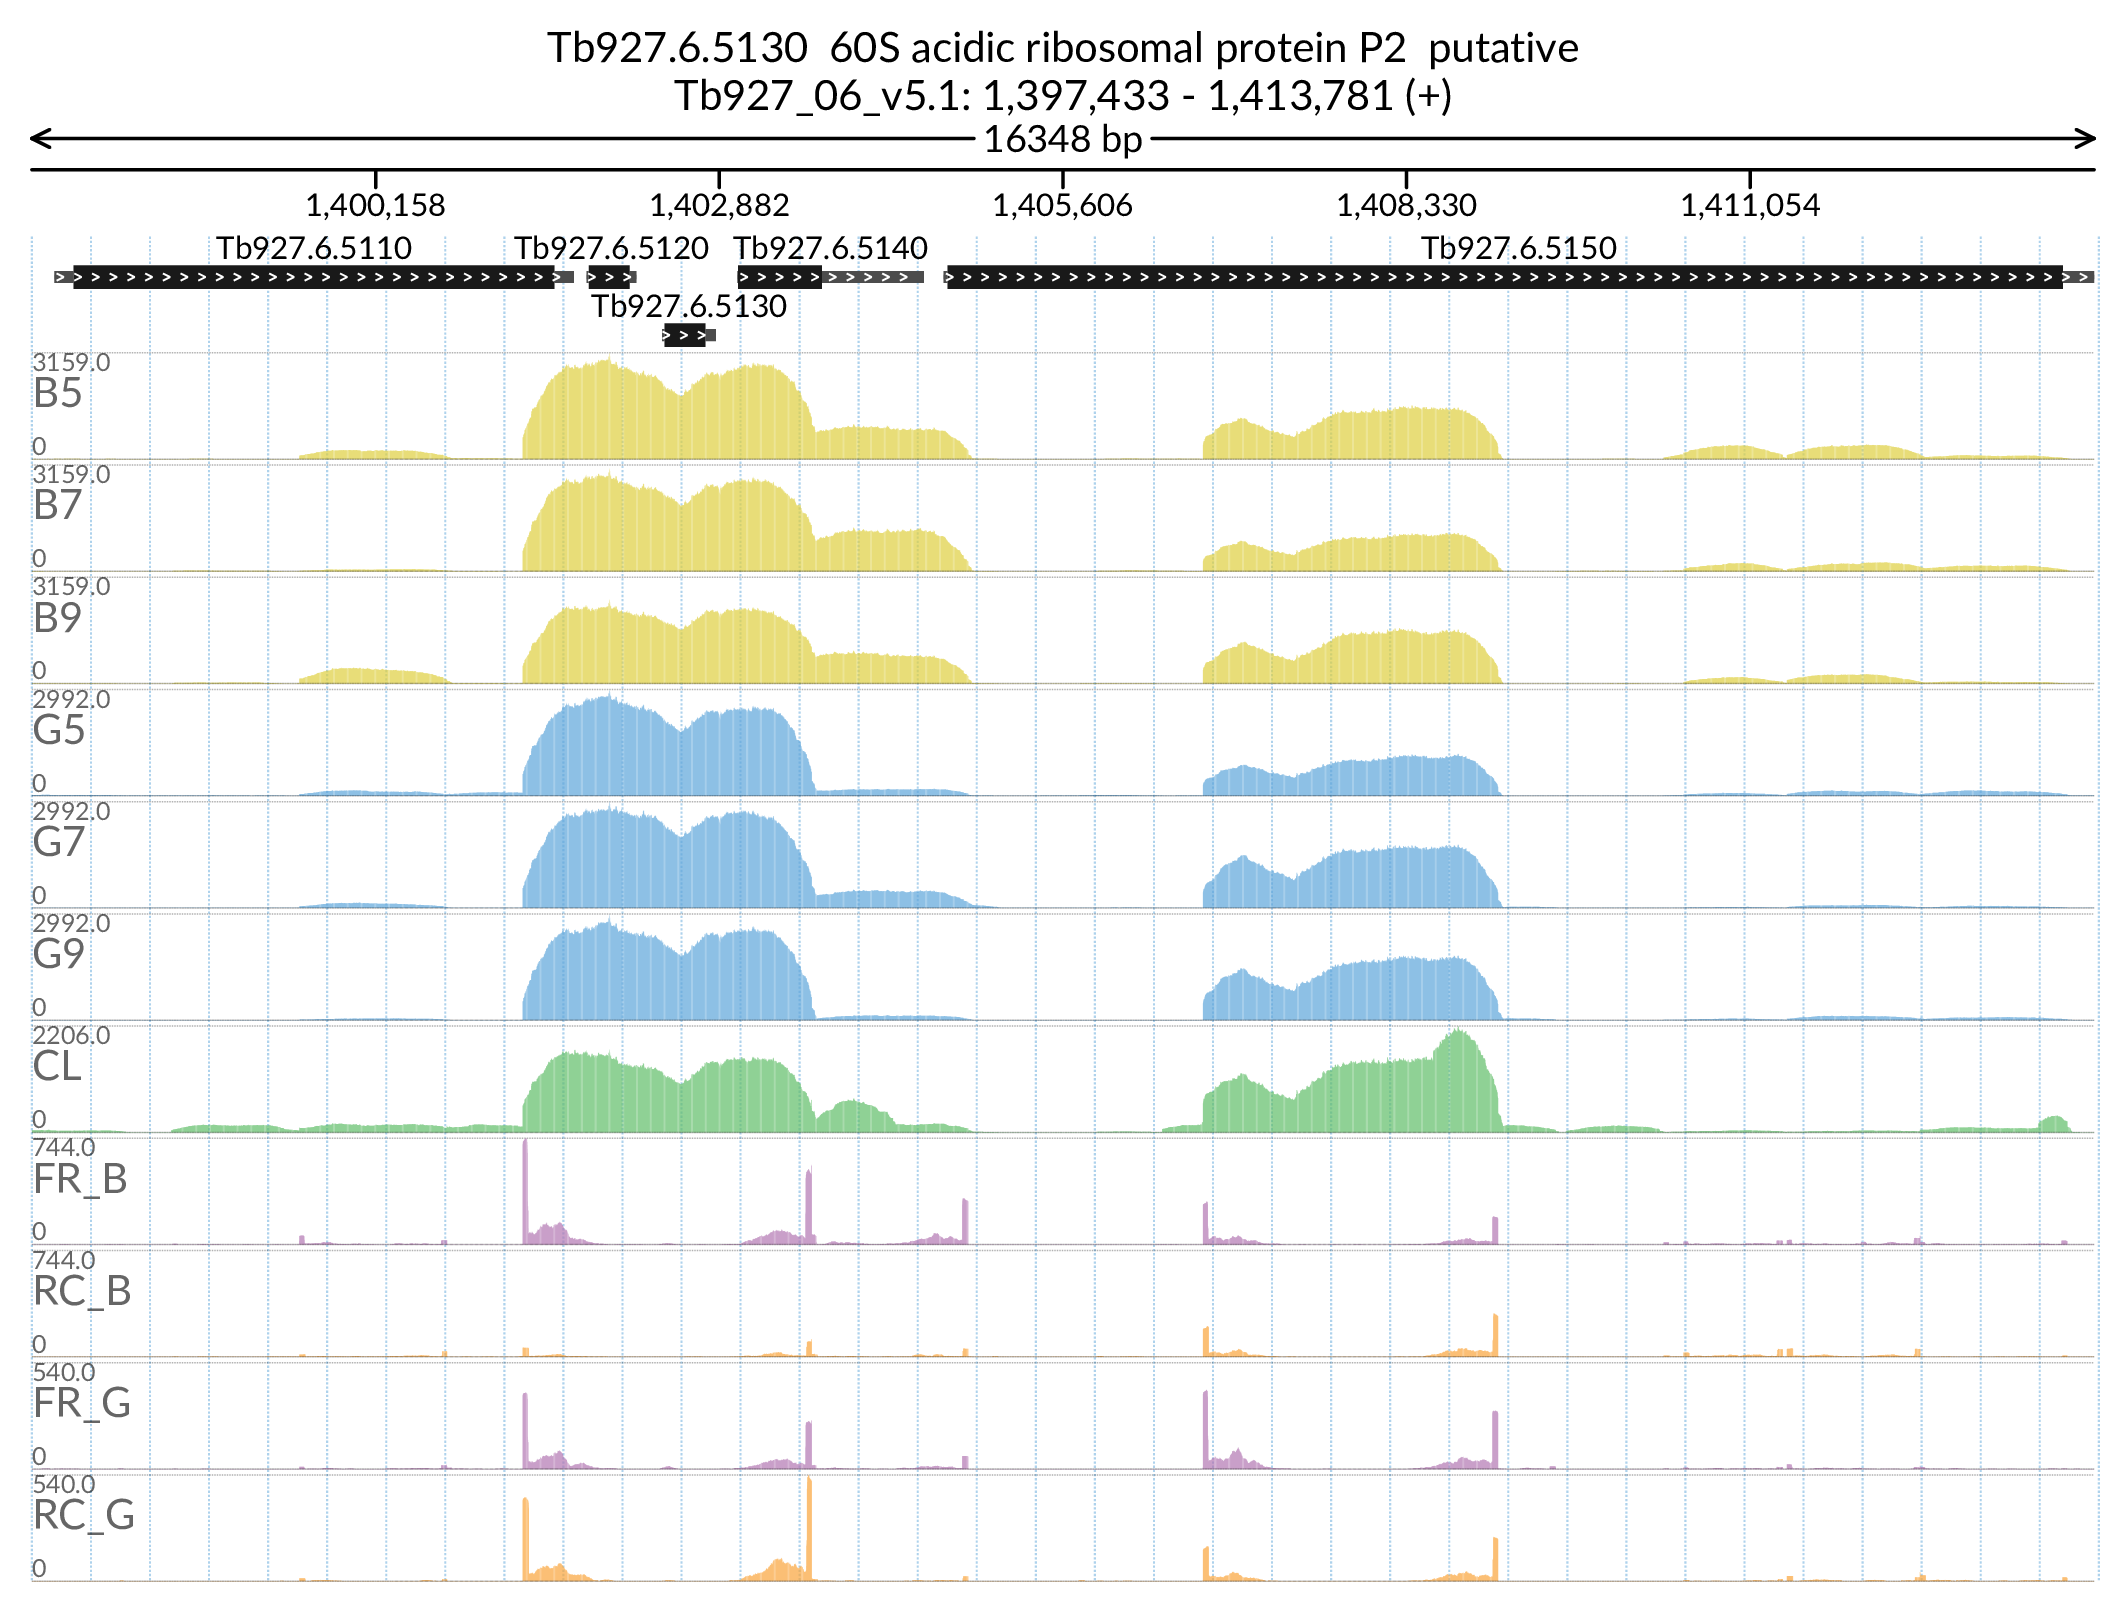 Tb927.6.5130  60S acidic ribosomal protein P2  putative
Tb927_06_v5.1: 1,397,433 - 1,413,781 (+)
16348 bp
1,400,158 1,402,882 1,405,606 1,408,330 1,411,054
Tb927.6.5110 Tb927.6.5120 Tb927.6.5140 Tb927.6.5150
Tb927.6.5130
3159.0
B5
0
3159.0
B7
0
3159.0
B9
0
2992.0
G5
0
2992.0
G7
0
2992.0
G9
0
2206.0
CL
0
744.0
FR_B
0
744.0
RC_B
0
540.0
FR_G
0
540.0
RC_G
0